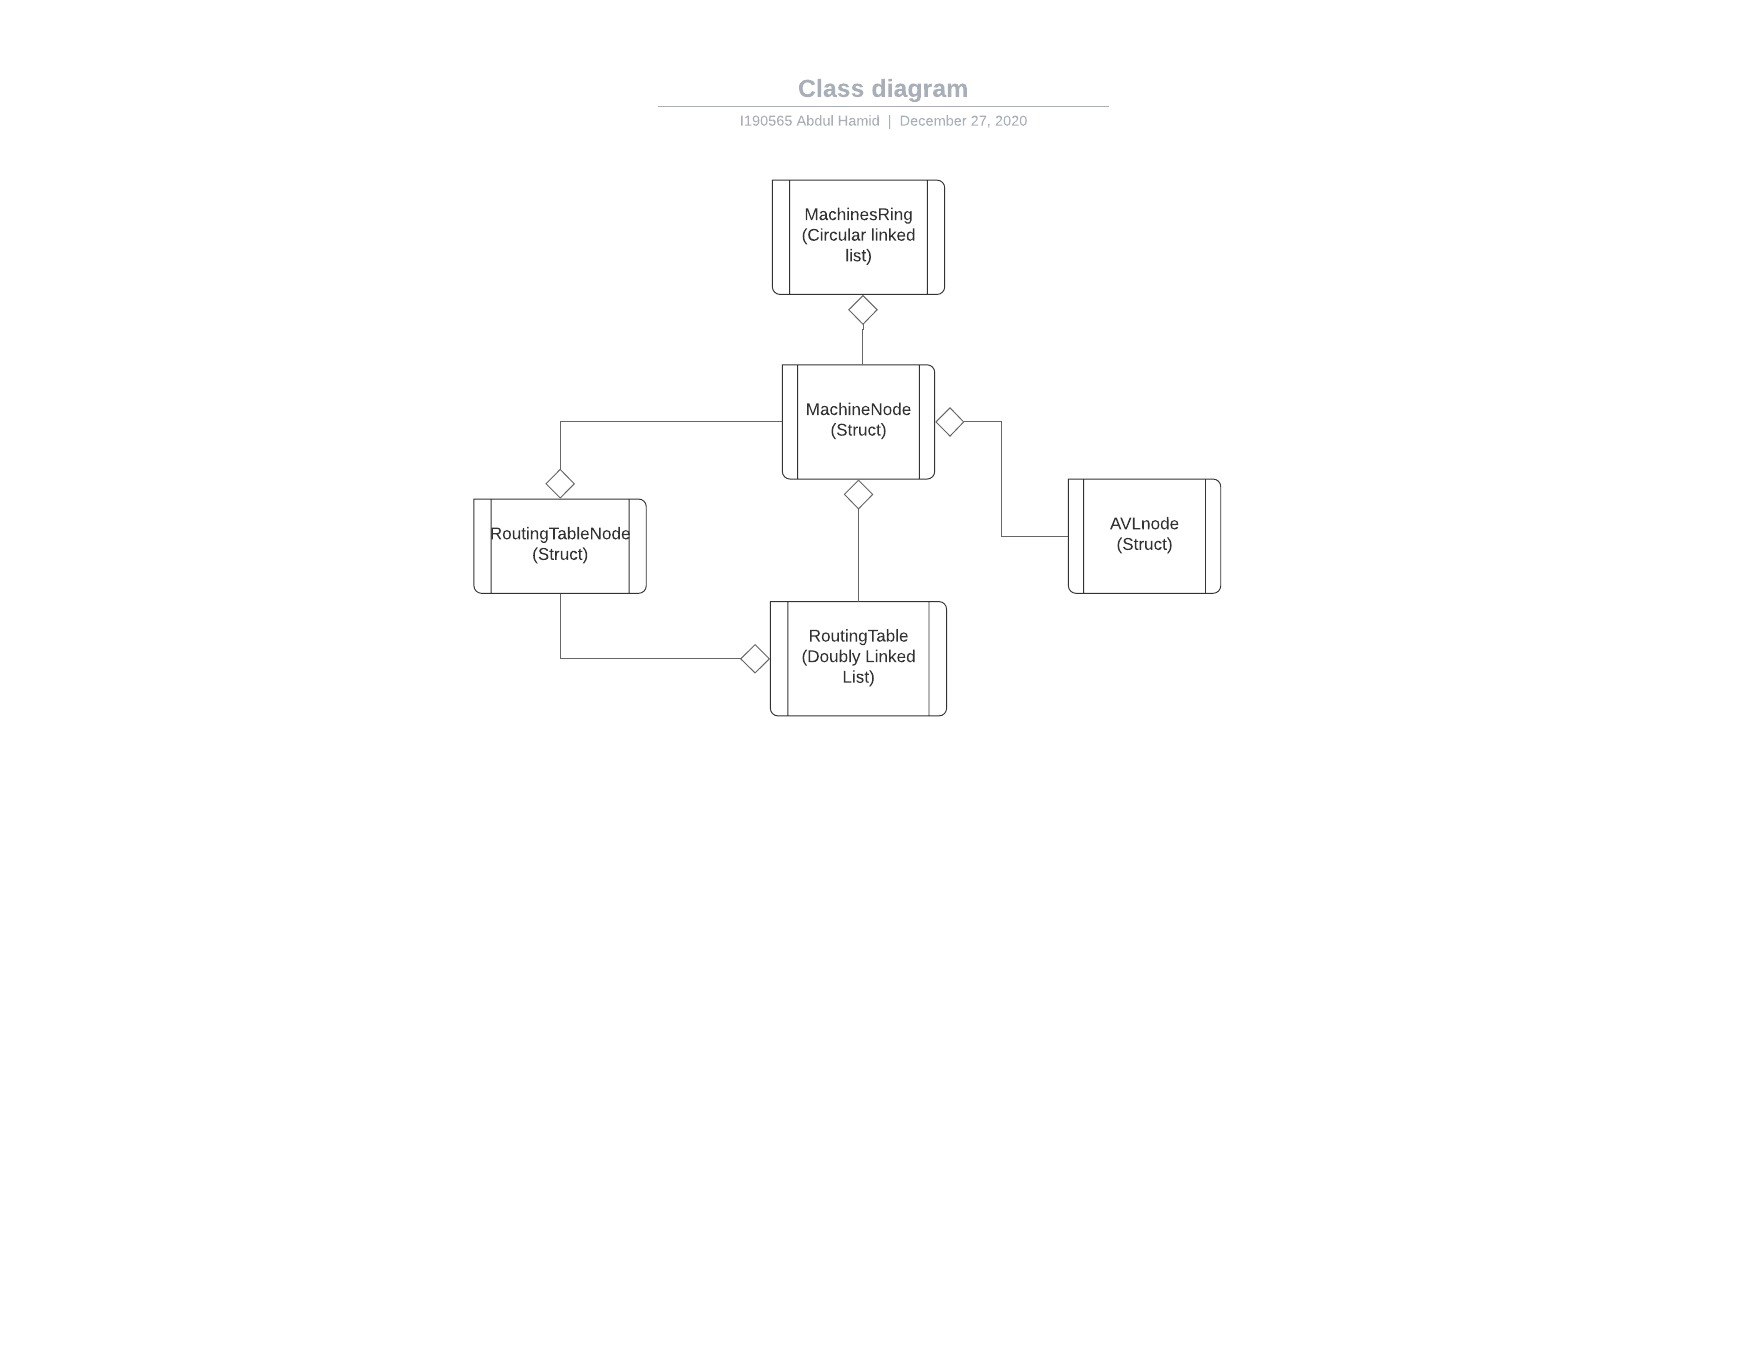 Class diagram
I190565 Abdul Hamid | December 27, 2020
MachinesRing
(Circular linked
list)
MachineNode
(Struct)
RoutingTableNode
(Struct)
AVLnode
(Struct)
RoutingTable
(Doubly Linked
List)